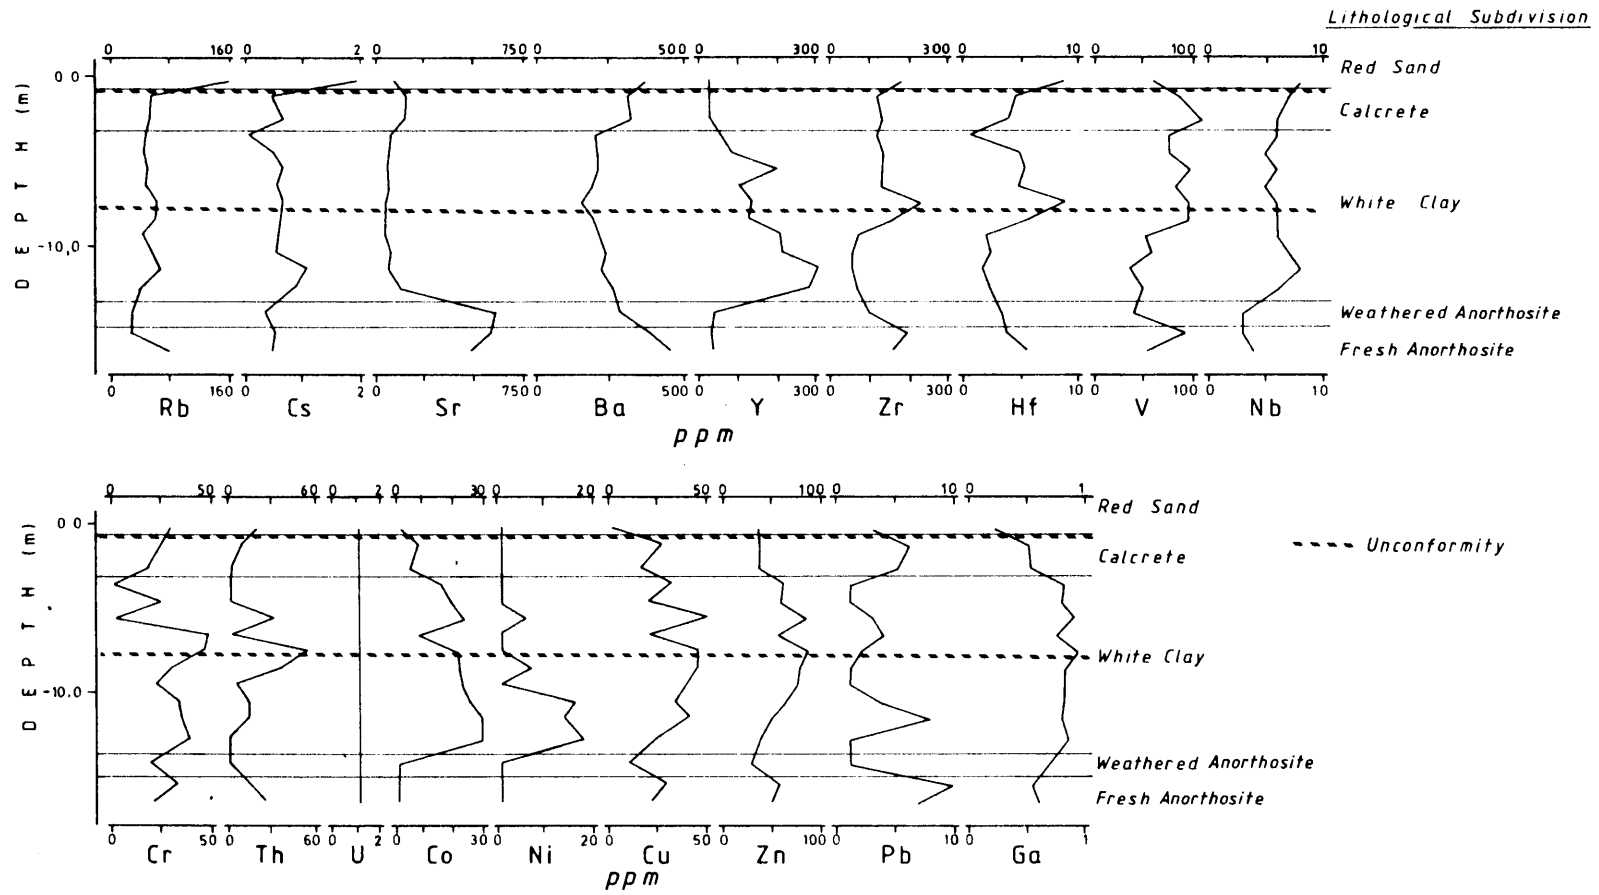 Lithological Subdivision
0 160 0 2 0 750 0 500 0 300 0 300 0 10 0 100 0 10
Red Sand
0 0
Calcrete
White Clay
-10,0
Weathered Anorthosite
Fresh Anorthosite
DEPTH (m)
0 160 0 2 0 750 0 500 0 300 0 300 0 10 0 100 0 10
Rb Cs Sr Ba Y Zr Hf V Nb
ppm
0 50 0 60 0 2 0 30 0 20 0 50 0 100 0 10 0 1
Red Sand
0 0
Unconformity
Calcrete
White Clay
-10.0
Weathered Anorthosite
Fresh Anorthosite
DEPTH (m)
0 50 0 60 0 2 0 30 0 20 0 50 0 100 0 10 0 1
Cr Th U Co Ni Cu Zn Pb Ga
ppm